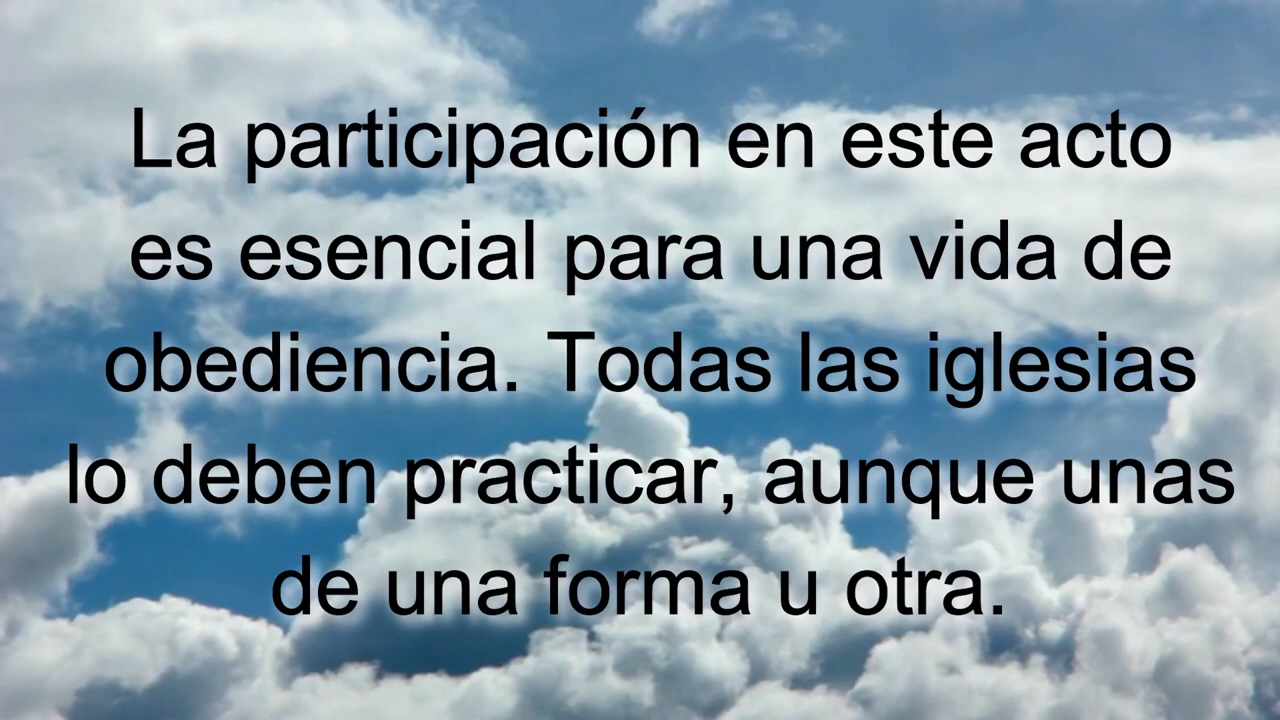 La participación en este acto
es esencial para una vida de
obediencia. Todas las iglesias
lo deben practicar, aunque unas
de una forma u otra.